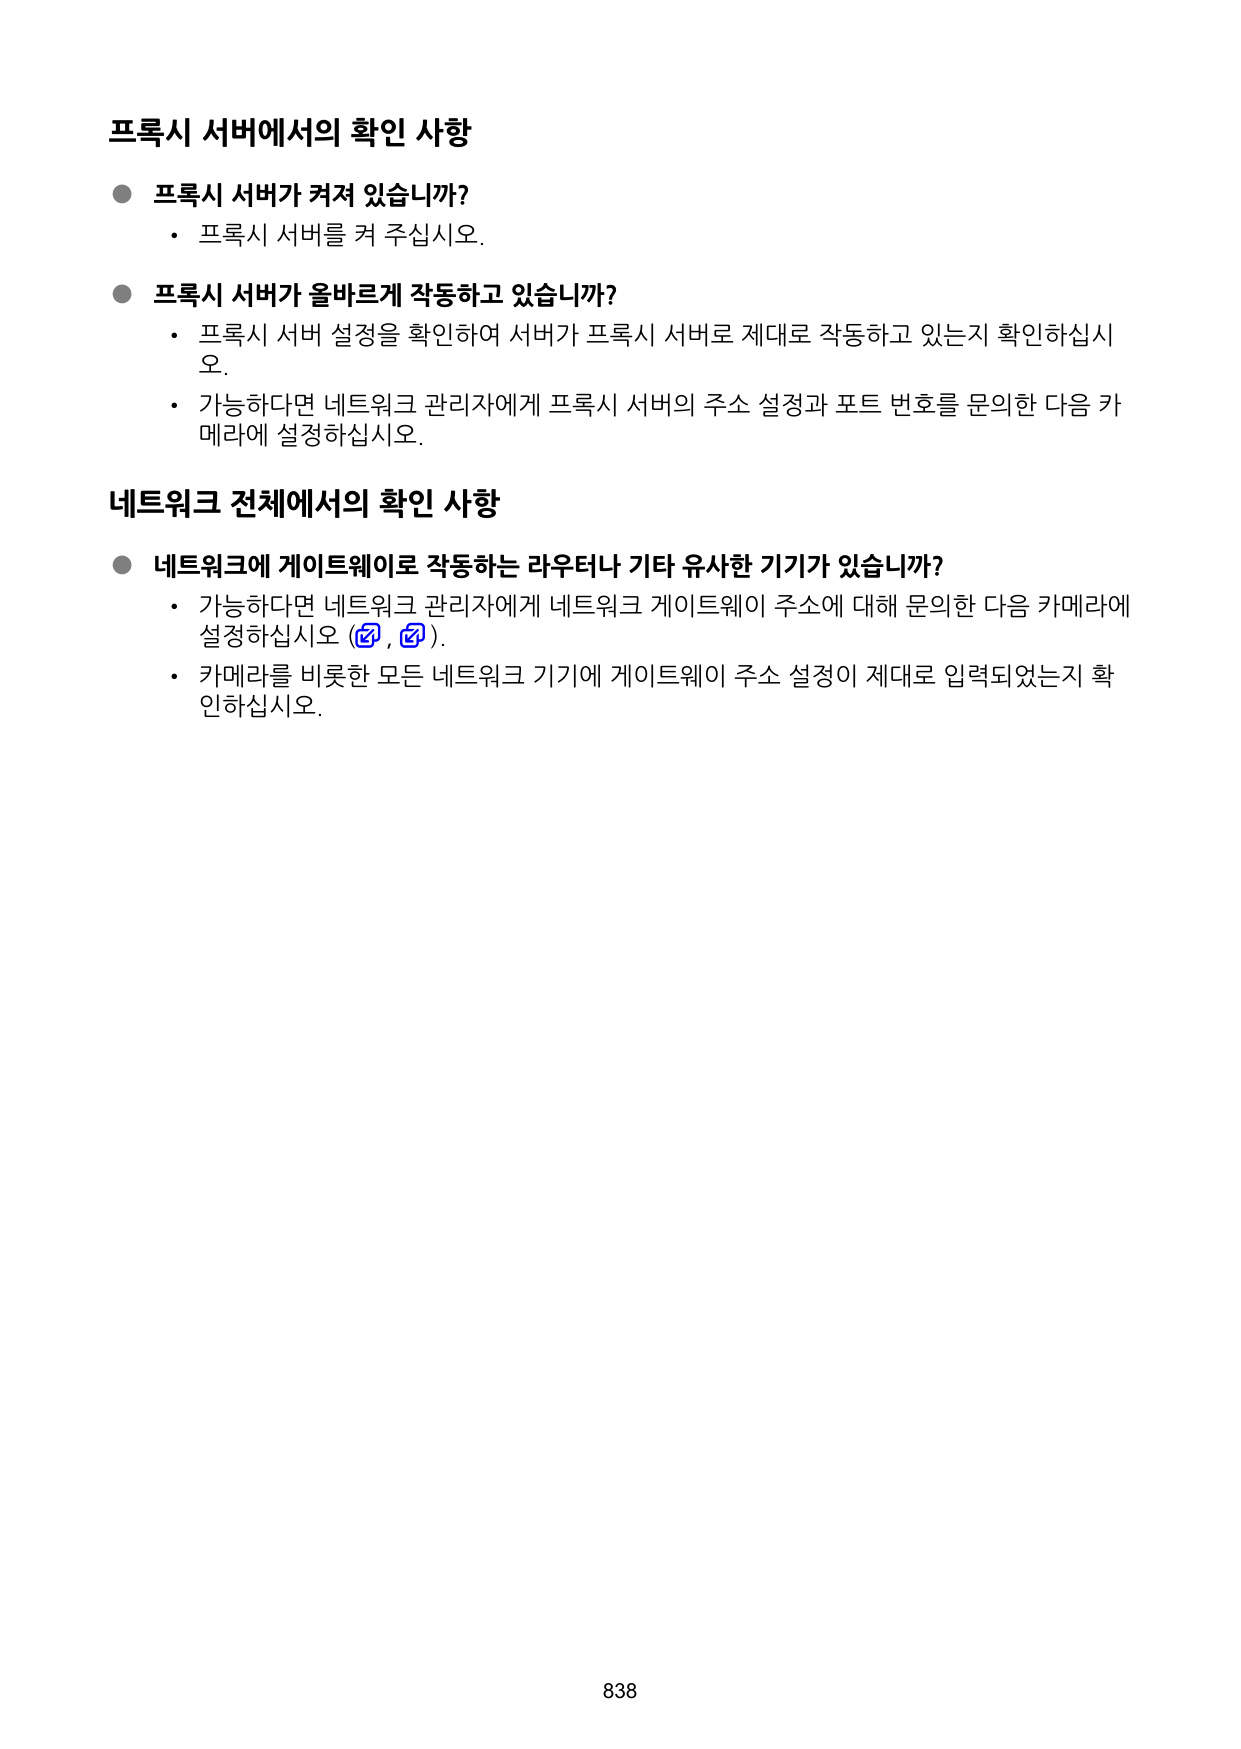 프록시 서버에서의 확인 사항
● 프록시 서버가 켜져 있습니까?
• 프록시 서버를 켜 주십시오.
● 프록시 서버가 올바르게 작동하고 있습니까?
• 프록시 서버 설정을 확인하여 서버가 프록시 서버로 제대로 작동하고 있는지 확인하십시
오.
• 가능하다면 네트워크 관리자에게 프록시 서버의 주소 설정과 포트 번호를 문의한 다음 카
메라에 설정하십시오.
네트워크 전체에서의 확인 사항
● 네트워크에 게이트웨이로 작동하는 라우터나 기타 유사한 기기가 있습니까?
• 가능하다면 네트워크 관리자에게 네트워크 게이트웨이 주소에 대해 문의한 다음 카메라에
설정하십시오 ( , ).
• 카메라를 비롯한 모든 네트워크 기기에 게이트웨이 주소 설정이 제대로 입력되었는지 확
인하십시오.
838